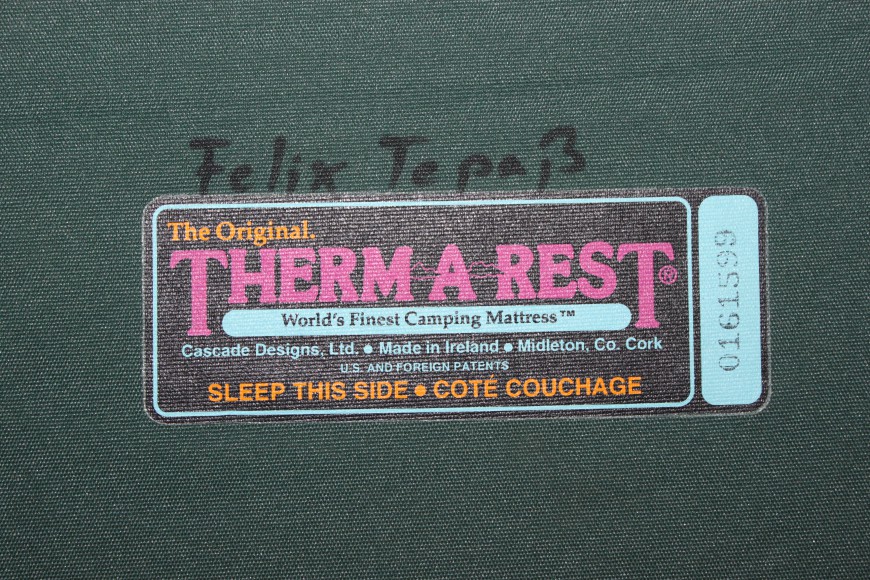 Felix Tepaß
The Original.
THERM-A-REST®
World's Finest Camping Mattress™
Cascade Designs, Ltd. • Made in Ireland • Midleton, Co. Cork
U.S. AND FOREIGN PATENTS
SLEEP THIS SIDE • COTÉ COUCHAGE
0161599